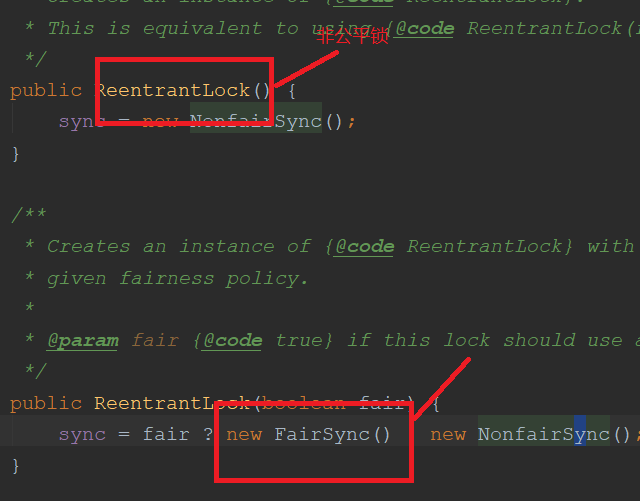 creates an instance of {@code ReentrantLock}.
* This is equivalent to using {@code ReentrantLock(
非公平锁
*/
public ReentrantLock() {
sync = new NonfairSync();
}
/**
* Creates an instance of {@code ReentrantLock} with
* given fairness policy.
*
* @param fair {@code true} if this lock should use a
*/
public ReentrantLock(boolean fair) {
sync = fair ? new FairSync() new NonfairSync();
}